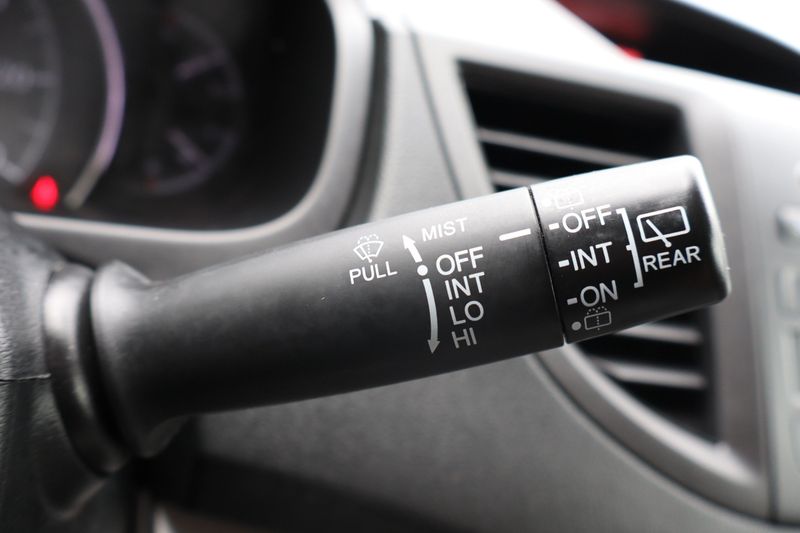 MIST
PULL
OFF
INT
LO
HI
-OFF
-INT
-ON
REAR